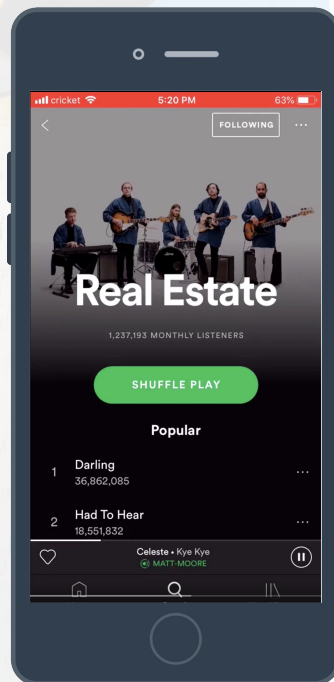 cricket 5:20 PM 63%
FOLLOWING
Real Estate
1,237,193 MONTHLY LISTENERS
SHUFFLE PLAY
Popular
1 Darling
36,862,085
2 Had To Hear
18,551,832
Celeste • Kye Kye
MATT-MOORE